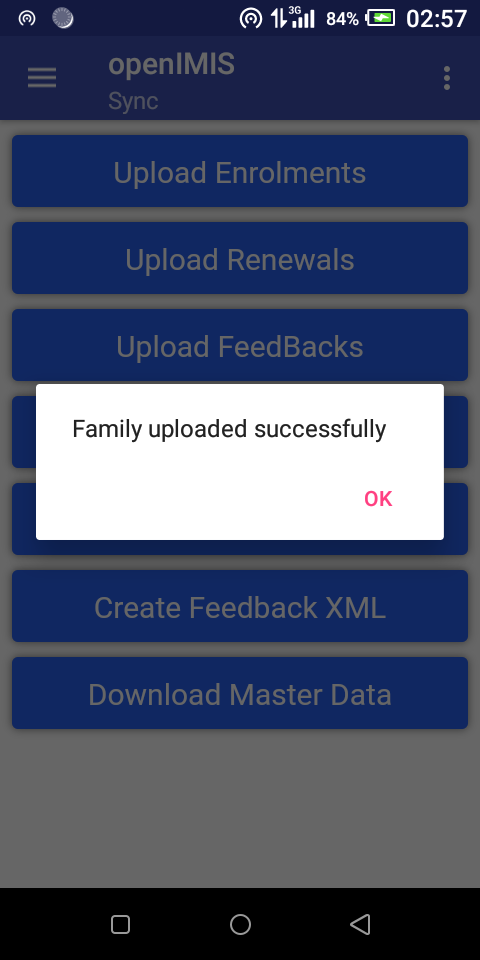 3G 84% 02:57
openIMIS
Sync
Upload Enrolments
Upload Renewals
Upload FeedBacks
Family uploaded successfully
OK
Create Feedback XML
Download Master Data